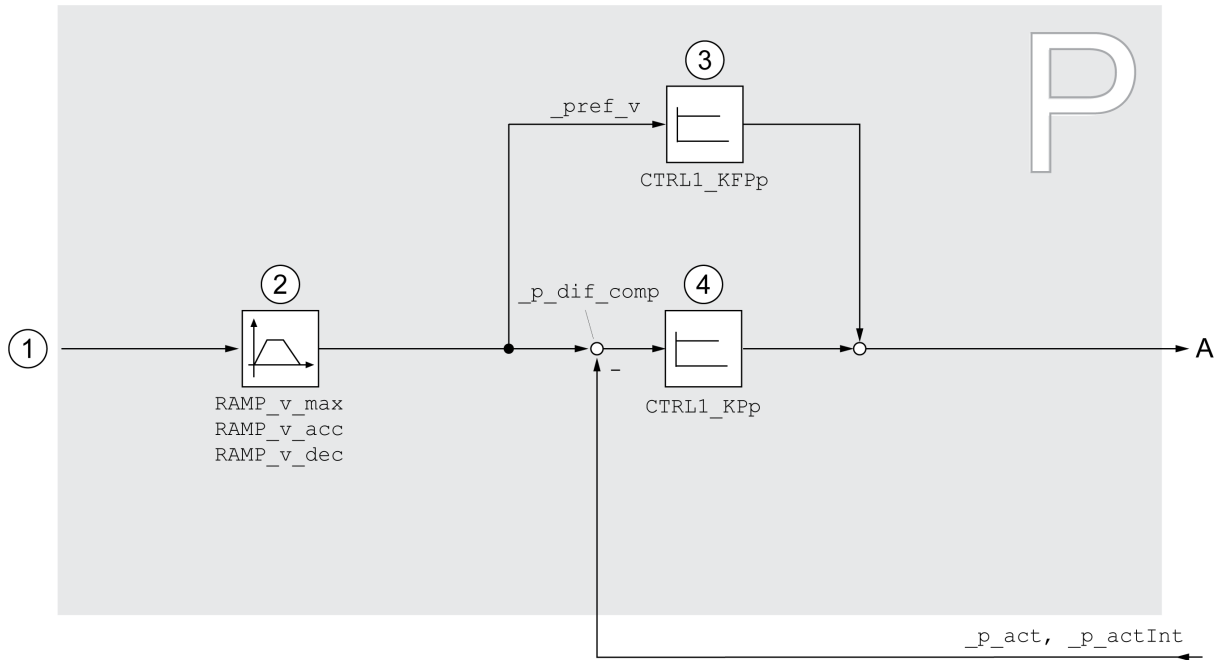 P
3
_pref_v
CTRL1_KFPp
2
_p_dif_comp
4
1
A
-
RAMP_v_max
RAMP_v_acc
RAMP_v_dec
CTRL1_KPp
_p_act, _p_actInt